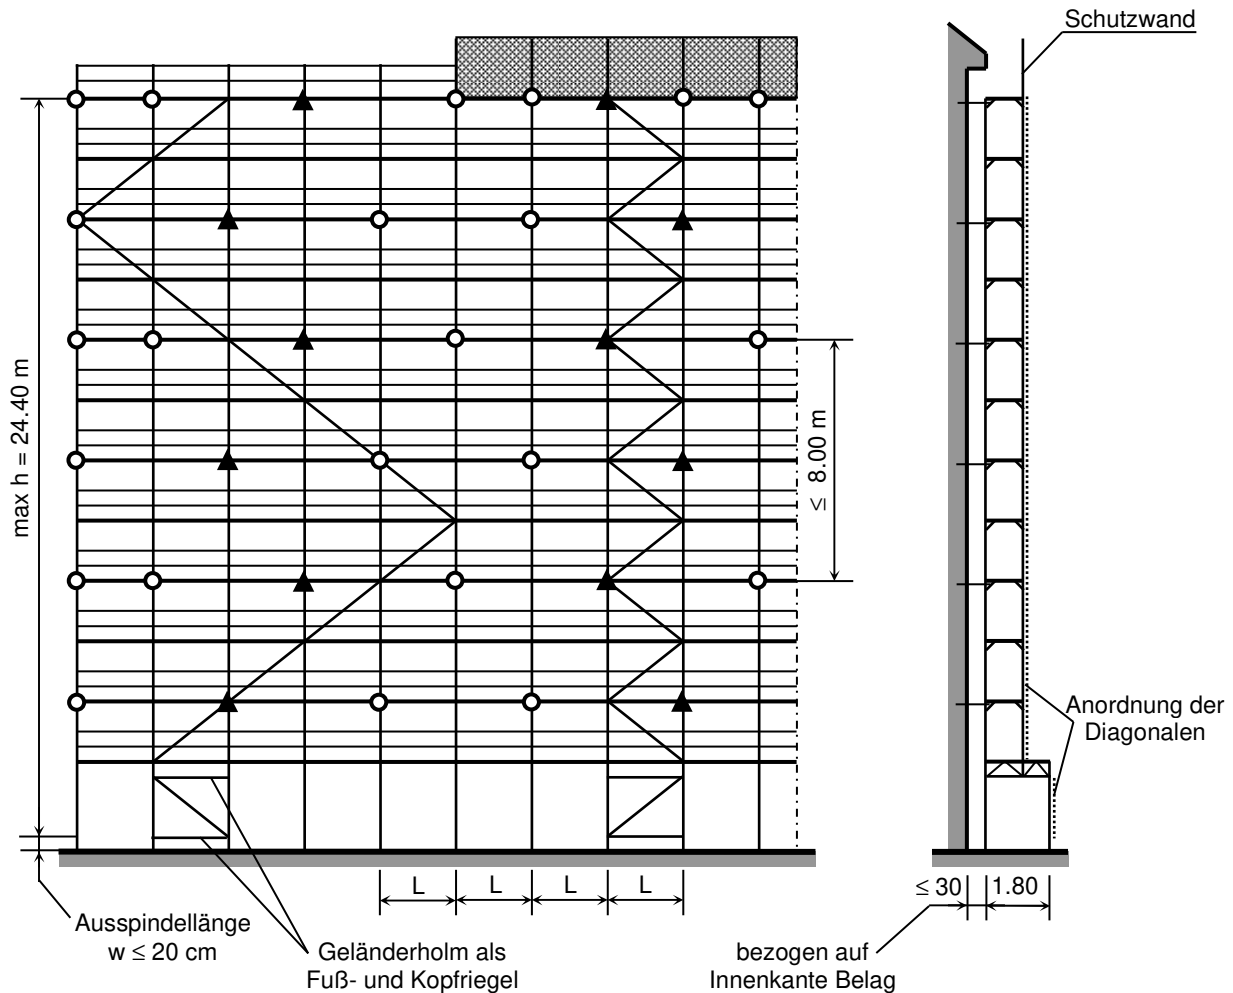 Schutzwand
max h = 24.40 m
≤ 8.00 m
Anordnung der
Diagonalen
L
L
L
L
≤ 30
1.80
Ausspindellänge
w ≤ 20 cm
Geländerholm als
Fuß- und Kopfriegel
bezogen auf
Innenkante Belag